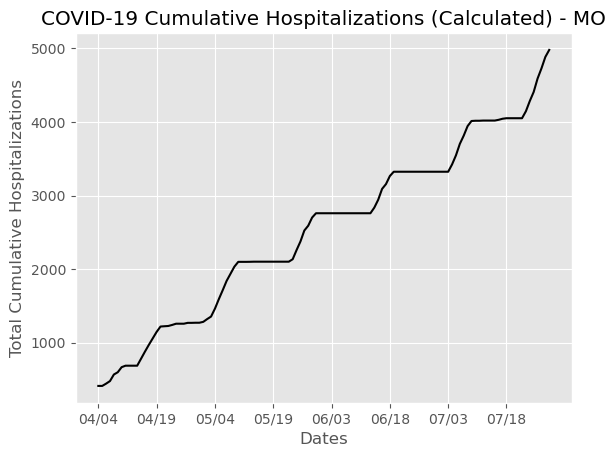 COVID-19 Cumulative Hospitalizations (Calculated) - MO
Total Cumulative Hospitalizations
5000
4000
3000
2000
1000
04/04 04/19 05/04 05/19 06/03 06/18 07/03 07/18
Dates